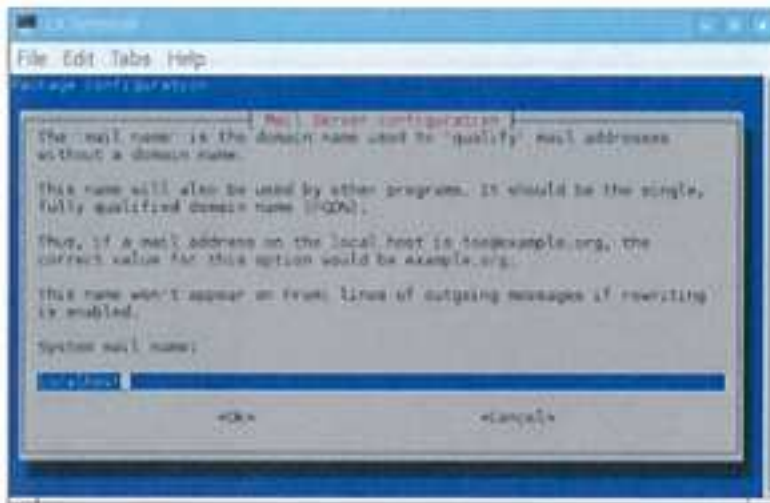 File Edit Tabs Help
Package configuration
Mail Server configuration
The 'mail name' is the domain name used to 'qualify' mail addresses
without a domain name.
This name will also be used by other programs. It should be the single,
fully qualified domain name (FQDN).
Thus, if a mail address on the local host is foo@example.org, the
correct value for this option would be example.org.
This name won't appear on From: lines of outgoing messages if rewriting
is enabled.
System mail name:
localhost
<Ok> <Cancel>